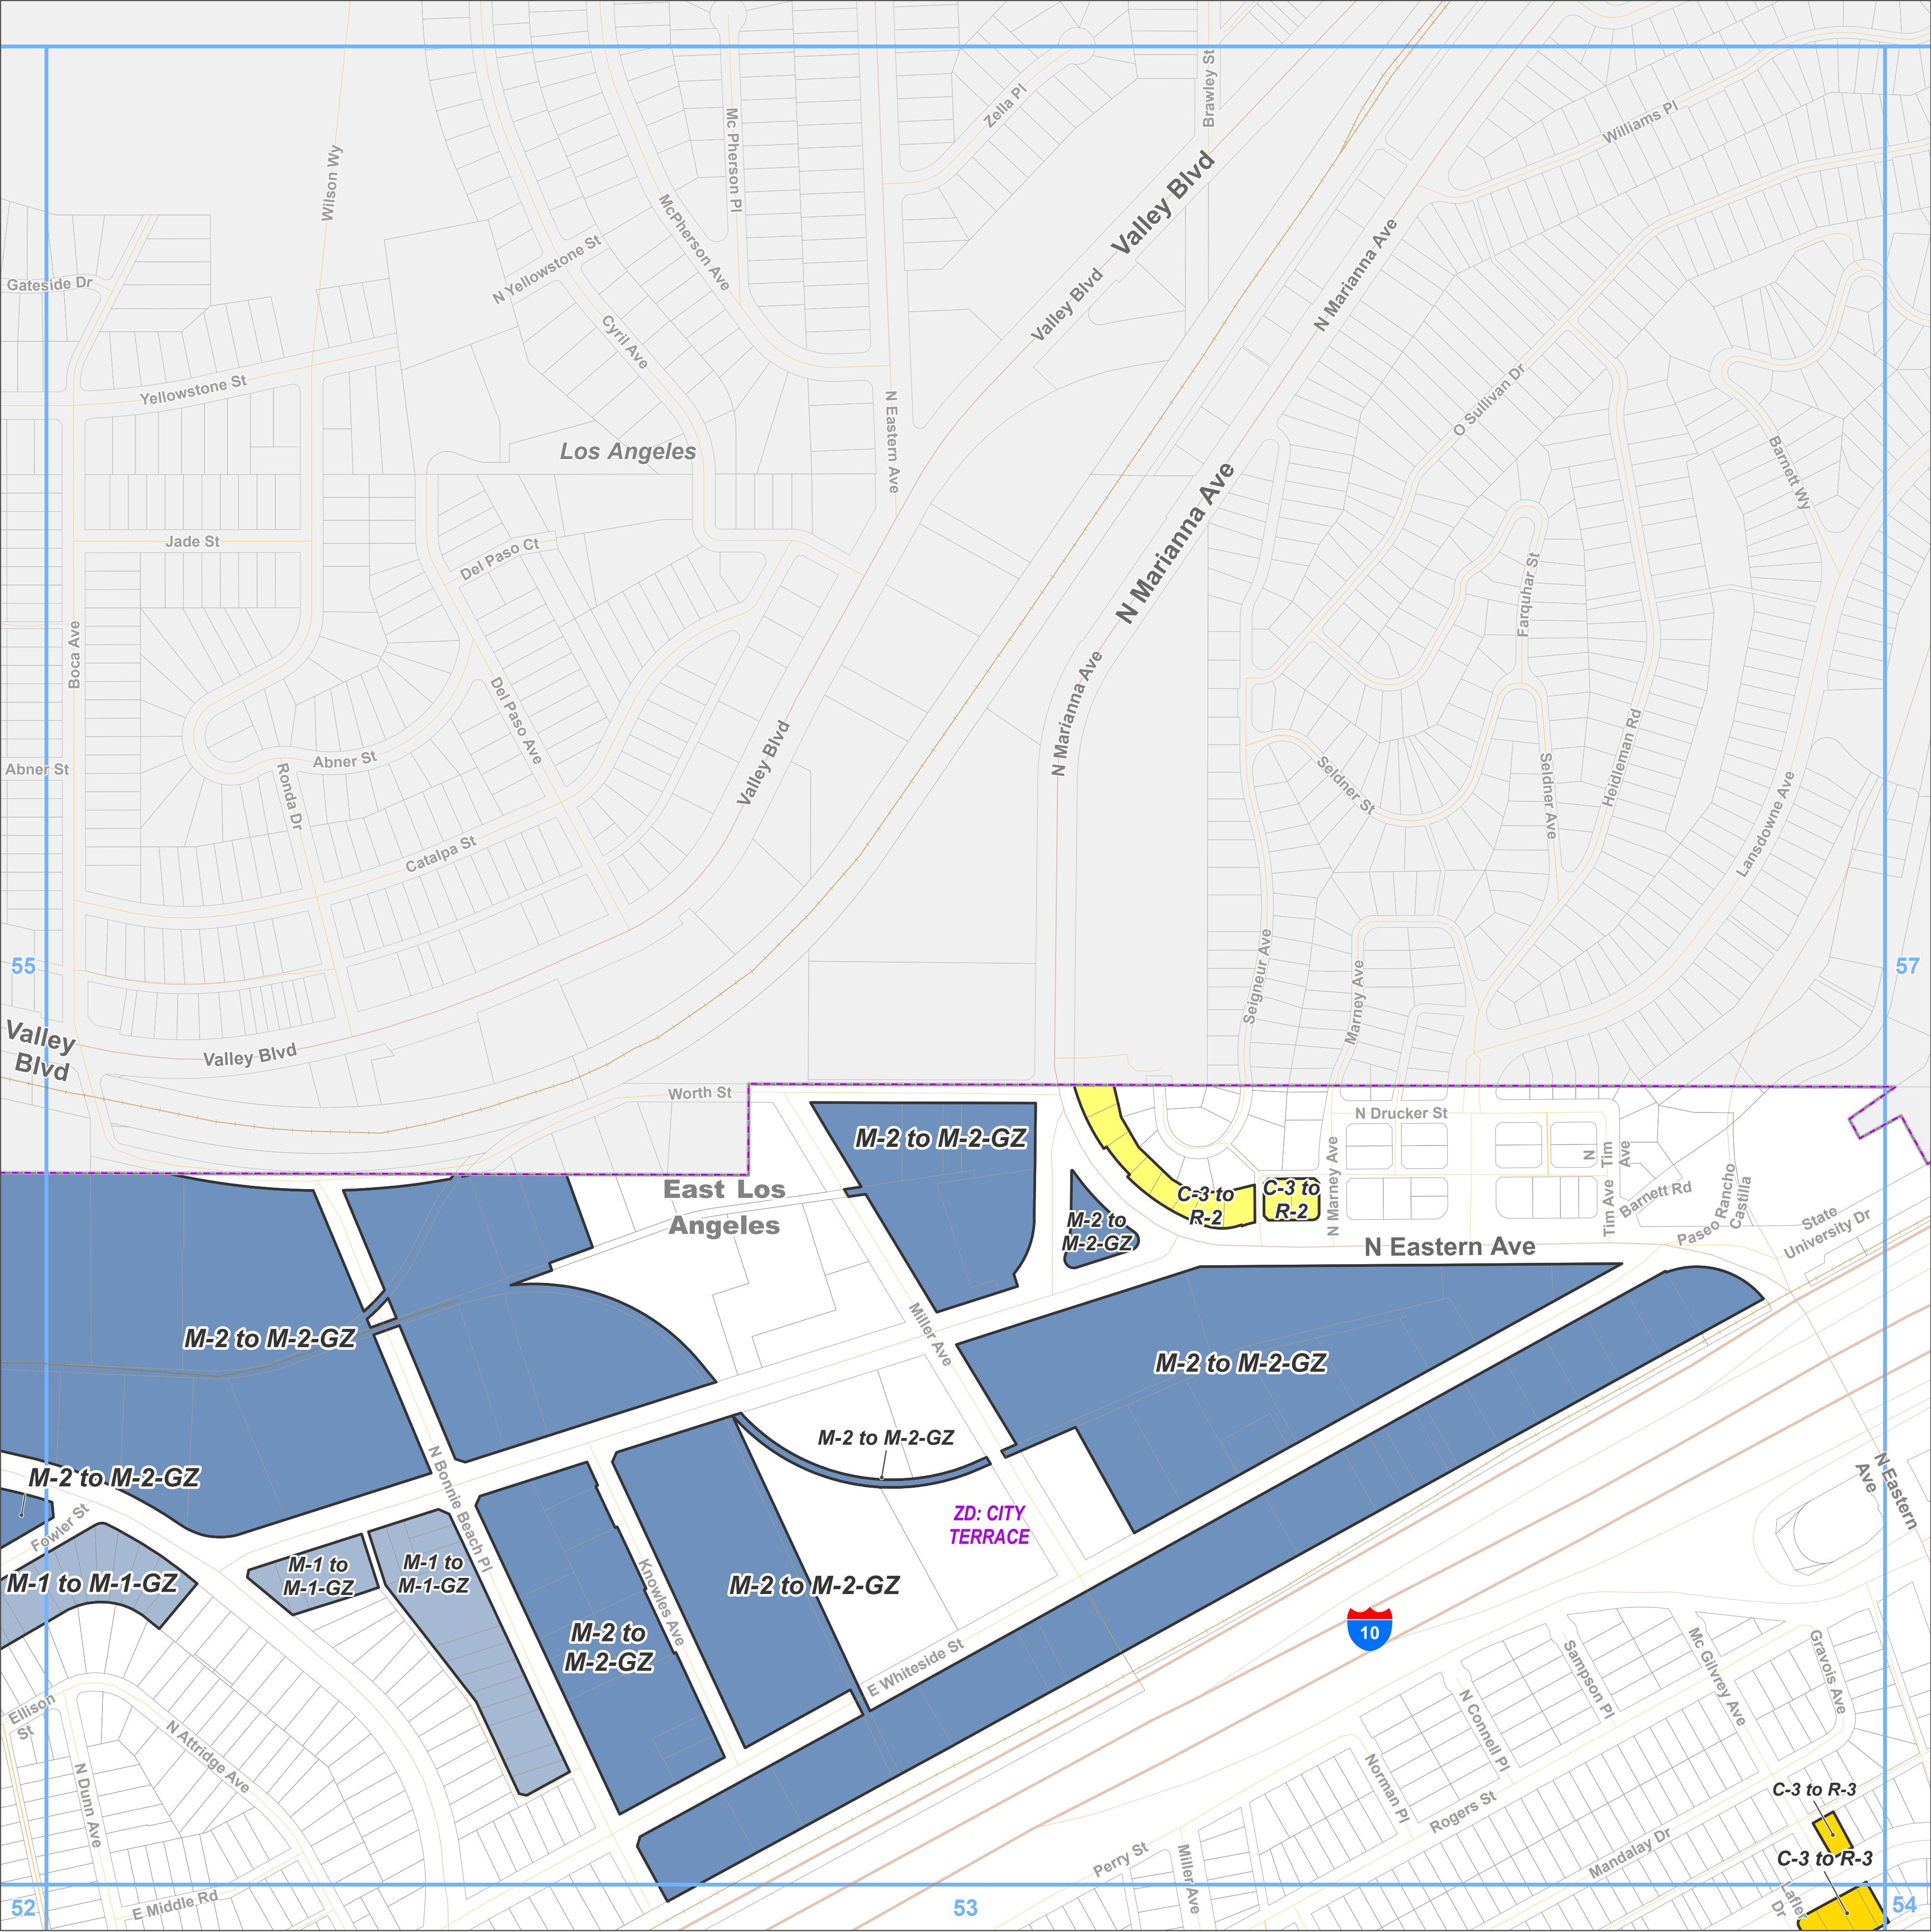 Brawley St
Zella Pl
Mc Pherson Pl
Williams Pl
Wilson Wy
Valley Blvd
McPherson Ave
N Yellowstone St
N Marianna Ave
Gateside Dr
Valley Blvd
Cyril Ave
Yellowstone St
O Sullivan Dr
N Eastern Ave
Los Angeles
Barnett Wy
N Marianna Ave
Jade St
Del Paso Ct
Farquhar St
Boca Ave
Del Paso Ave
N Marianna Ave
Heidleman Rd
Abner St
Abner St
Valley Blvd
Ronda Dr
Seldner St
Seldner Ave
Lansdowne Ave
Catalpa St
55
57
Seigneur Ave
Marney Ave
Valley
Blvd
Valley Blvd
Worth St
N Drucker St
M-2 to M-2-GZ
N Marney Ave
N
Tim
Ave
East Los
Angeles
C-3 to
R-2
C-3 to
R-2
Tim Ave
Barnett Rd
Paseo Rancho
Castilla
State
University Dr
M-2 to
M-2-GZ
N Eastern Ave
M-2 to M-2-GZ
Miller Ave
M-2 to M-2-GZ
M-2 to M-2-GZ
M-2 to M-2-GZ
N Bonnie Beach Pl
N Eastern
Ave
Fowler St
ZD: CITY
TERRACE
M-1 to M-1-GZ
M-1 to
M-1-GZ
M-1 to
M-1-GZ
M-2 to M-2-GZ
Knowles Ave
M-2 to
M-2-GZ
10
E Whiteside St
Sampson Pl
Mc Gilvrey Ave
Gravois Ave
N Connell Pl
Ellison
St
N Attridge Ave
N Dunn Ave
Norman Pl
Rogers St
C-3 to R-3
Mandalay Dr
C-3 to R-3
Perry St
Miller Ave
E Middle Rd
Lafler
Dr
52
53
54